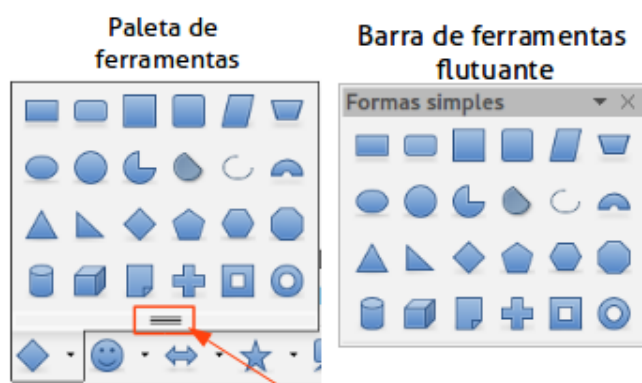 Paleta de
ferramentas
Barra de ferramentas
flutuante
Formas simples